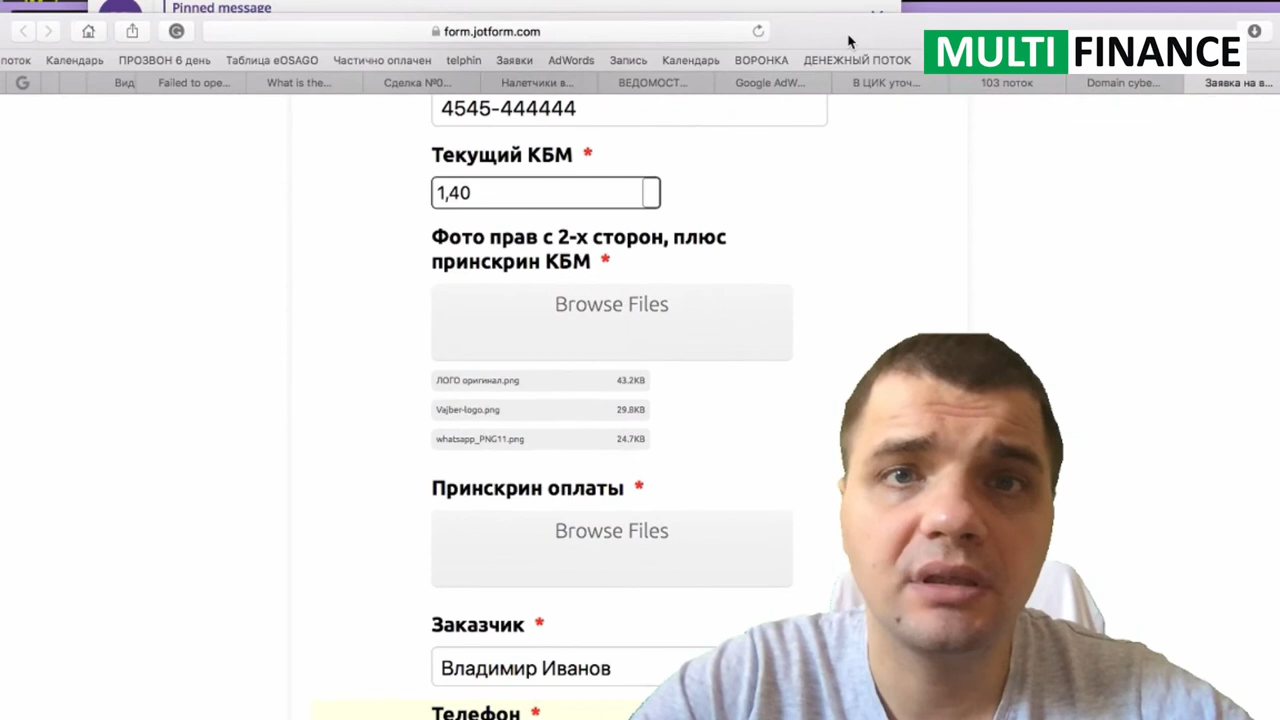 Pinned message
form.jotform.com
MULTI FINANCE
поток Календарь ПРОЗВОН 6 день Таблица eOSAGO Частично оплачен telphin Заявки AdWords Запись Календарь ВОРОНКА ДЕНЕЖНЫЙ ПОТОК
G Вид Failed to ope... What is the... Сделка №0... Налетчики в... ВЕДОМОСТ... Google AdW... В ЦИК уточ... 103 поток Domain cybe... Заявка на в...
4545-444444
Текущий КБМ *
1,40
Фото прав с 2-х сторон, плюс
принскрин КБМ *
Browse Files
ЛОГО оригинал.png 43.2KB
Vajber-logo.png 29.8KB
whatsapp_PNG11.png 24.7KB
Принскрин оплаты *
Browse Files
Заказчик *
Владимир Иванов
Телефон *